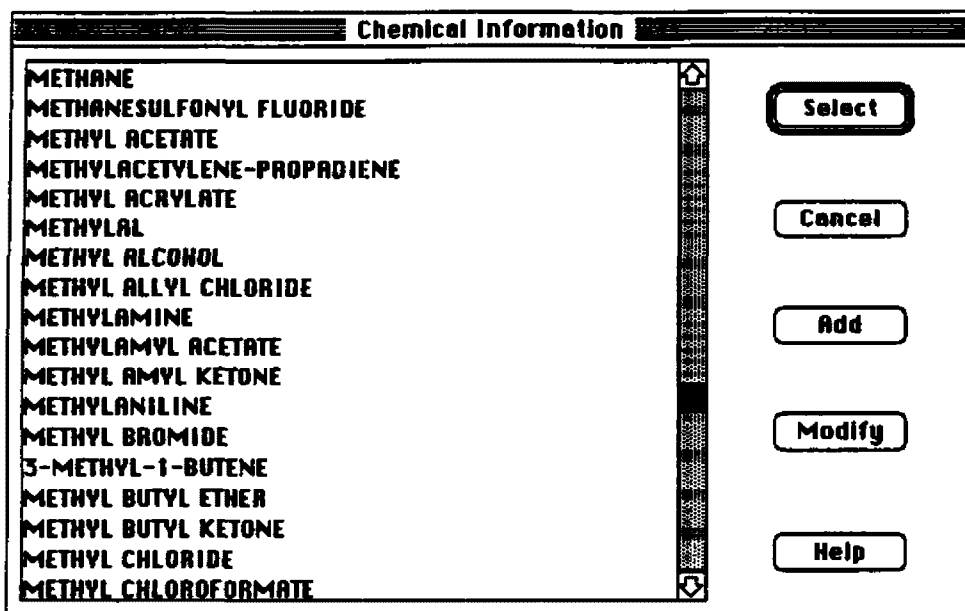 Chemical Information
METHANE
METHANESULFONYL FLUORIDE
METHYL ACETATE
METHYLACETYLENE-PROPADIENE
METHYL ACRYLATE
METHYLAL
METHYL ALCOHOL
METHYL ALLYL CHLORIDE
METHYLAMINE
METHYLAMYL ACETATE
METHYL AMYL KETONE
METHYLANILINE
METHYL BROMIDE
3-METHYL-1-BUTENE
METHYL BUTYL ETHER
METHYL BUTYL KETONE
METHYL CHLORIDE
METHYL CHLOROFORMATE
Select
Cancel
Add
Modify
Help